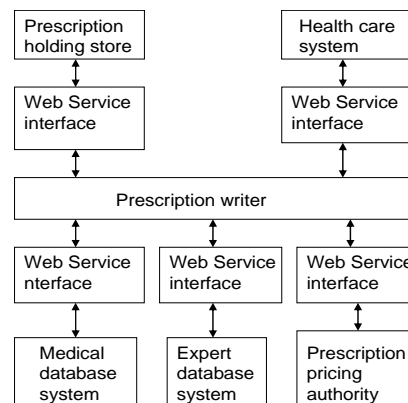 Prescription
holding store
Health care
system
Web Service
interface
Web Service
interface
Prescription writer
Web Service
nterface
Web Service
interface
Web Service
interface
Medical
database
system
Expert
database
system
Prescription
pricing
authority